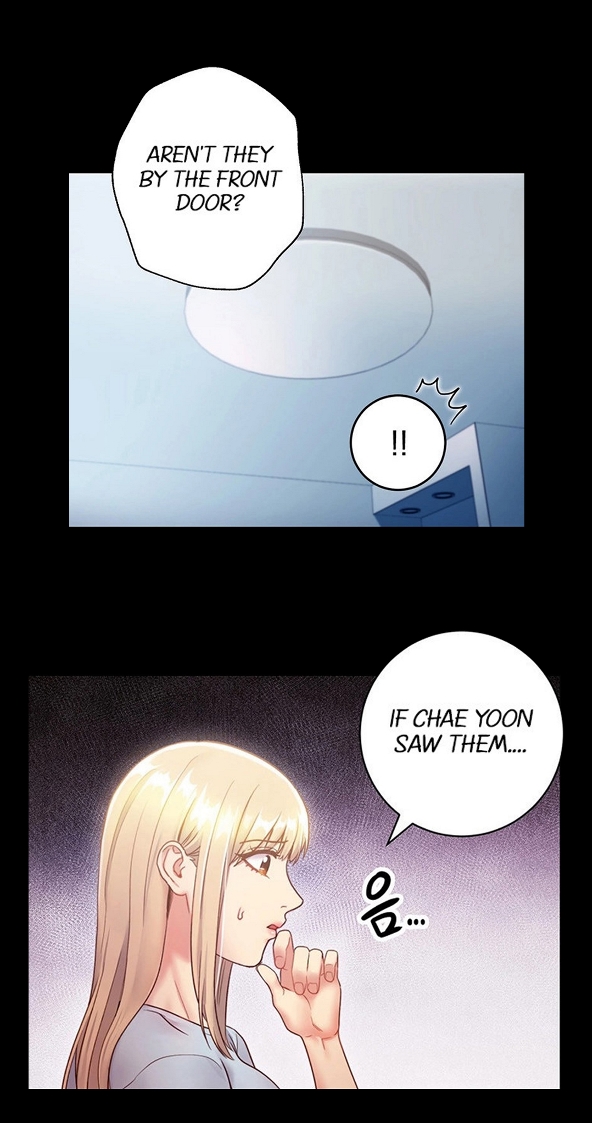 AREN'T THEY
BY THE FRONT
DOOR?
!!
IF CHAE YOON
SAW THEM....
음...